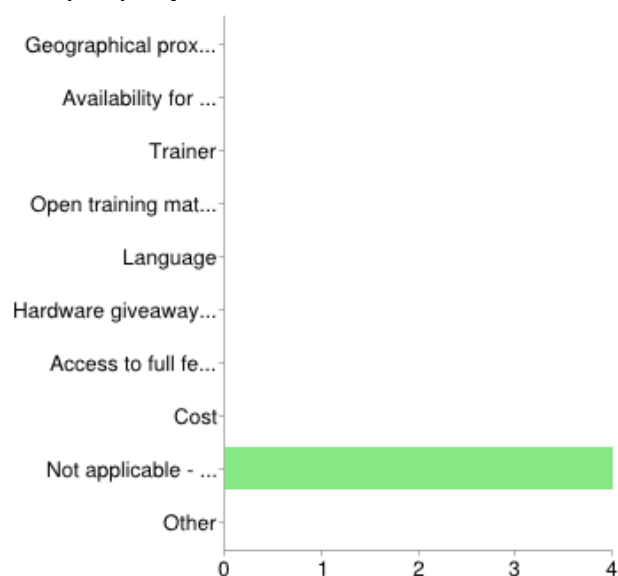 Geographical prox...
Availability for ...
Trainer
Open training mat...
Language
Hardware giveaway...
Access to full fe...
Cost
Not applicable - ...
Other
0 1 2 3 4